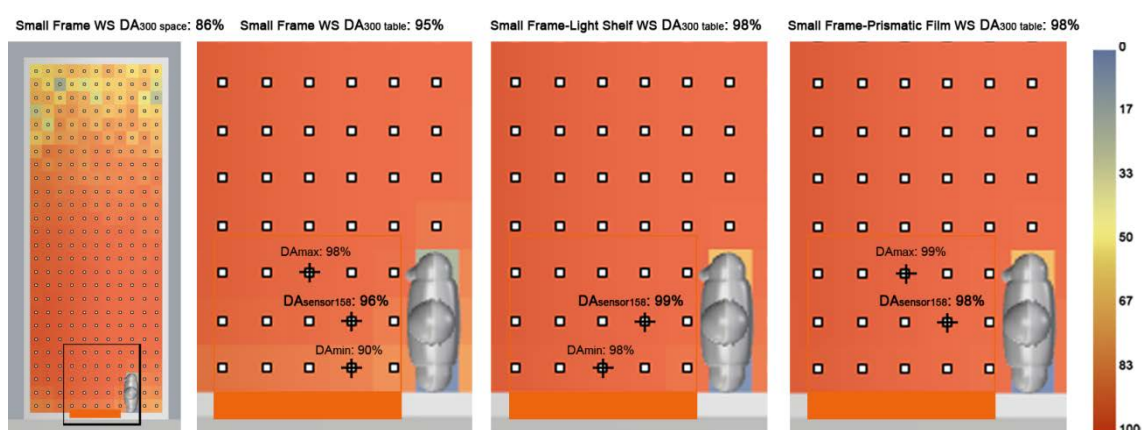 Small Frame WS DA300 space: 86%
Small Frame WS DA300 table: 95%
Small Frame-Light Shelf WS DA300 table: 98%
Small Frame-Prismatic Film WS DA300 table: 98%
DAmax: 98%
DAsensor158: 96%
DAmin: 90%
DAsensor158: 99%
DAmin: 98%
DAmax: 99%
DAsensor158: 98%
0
17
33
50
67
83
100